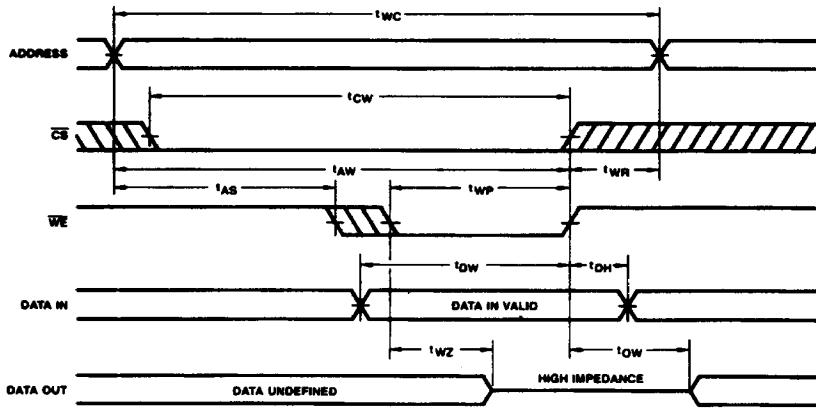 tWC
ADDRESS
tCW
CS
tAW
tAS
tWP
tWR
WE
tDW
tDH
DATA IN
DATA IN VALID
tWZ
tOW
HIGH IMPEDANCE
DATA OUT
DATA UNDEFINED